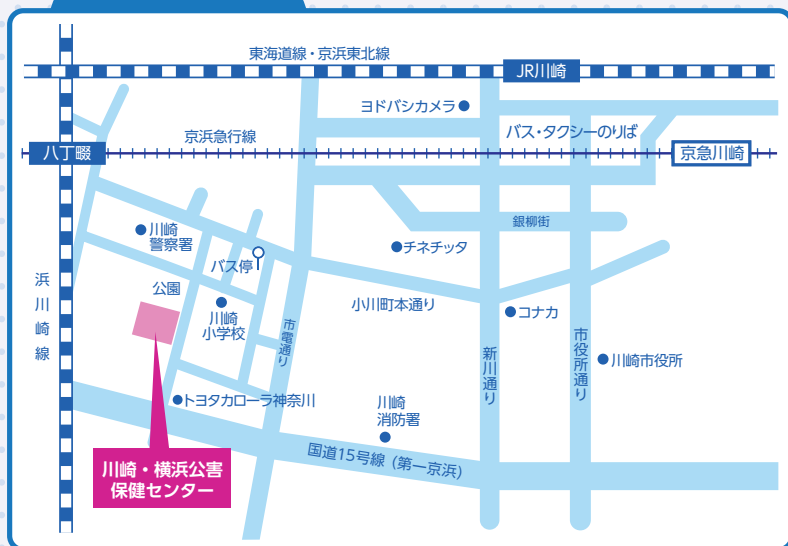 東海道線・京浜東北線
JR川崎
ヨドバシカメラ
京浜急行線
バス・タクシーのりば
八丁畷
京急川崎
銀柳街
川崎
警察署
チネチッタ
バス停
浜川崎線
公園
小川町本通り
川崎
小学校
市電通り
コナカ
新川通り
市役所通り
川崎市役所
トヨタカローラ神奈川
川崎
消防署
国道15号線(第一京浜)
川崎・横浜公害
保健センター